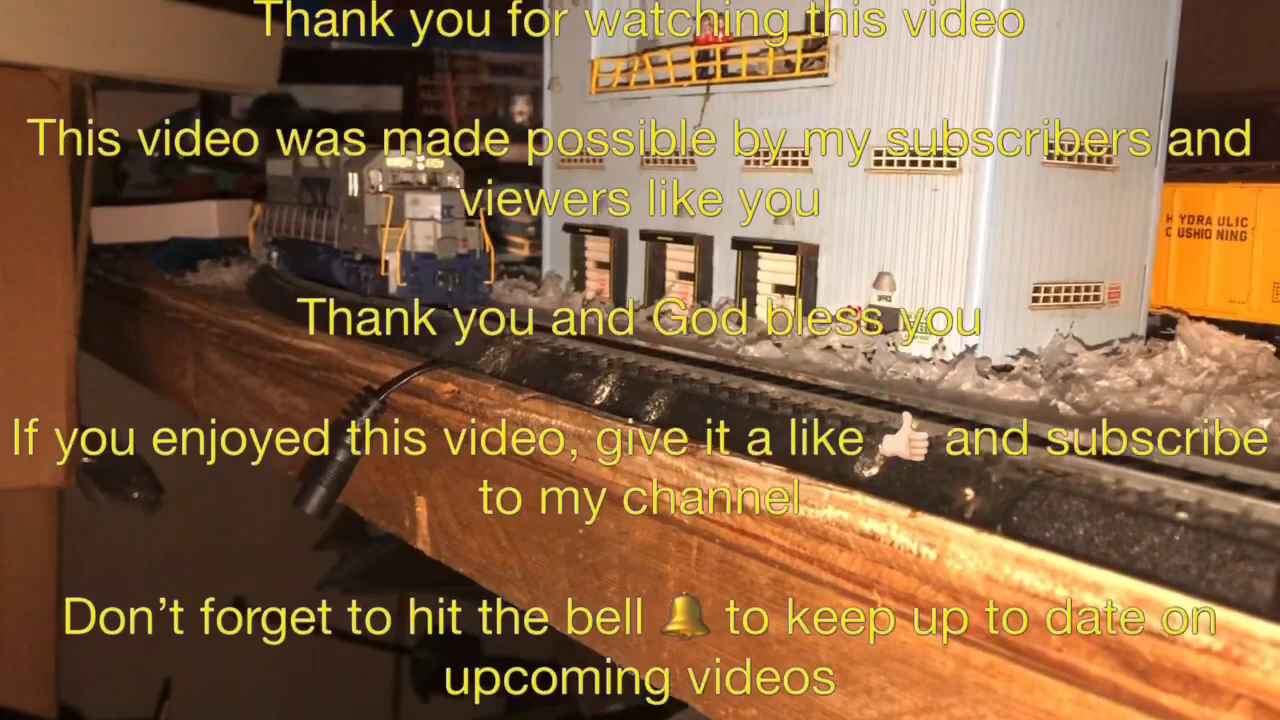 Thank you for watching this video
This video was made possible by my subscribers and
viewers like you
Thank you and God bless you
If you enjoyed this video, give it a like 👍🏻 and subscribe
to my channel
Don’t forget to hit the bell 🔔 to keep up to date on
upcoming videos
HYDRAULIC
CUSHIONING